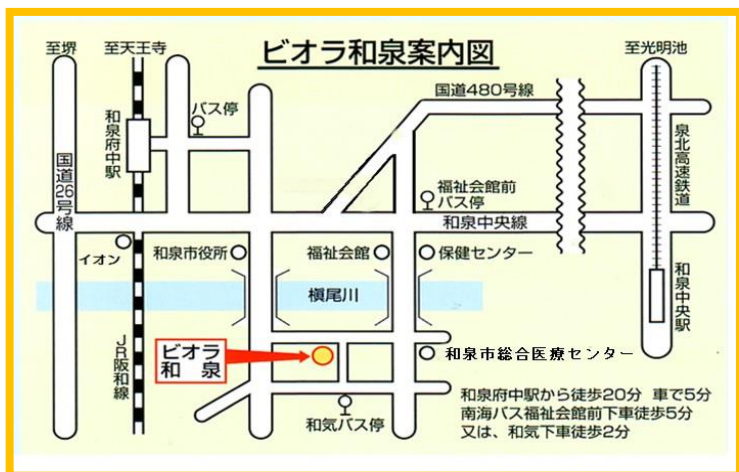 ビオラ和泉案内図
至堺
至天王寺
至光明池
国道480号線
バス停
和泉府中駅
国道26号線
泉北高速鉄道
福祉会館前
バス停
和泉中央線
イオン
和泉市役所
福祉会館
保健センター
槇尾川
和泉中央駅
JR阪和線
ビオラ
和 泉
和泉市総合医療センター
和気バス停
和泉府中駅から徒歩20分 車で5分
南海バス福祉会館前下車徒歩5分
又は、和気下車徒歩2分